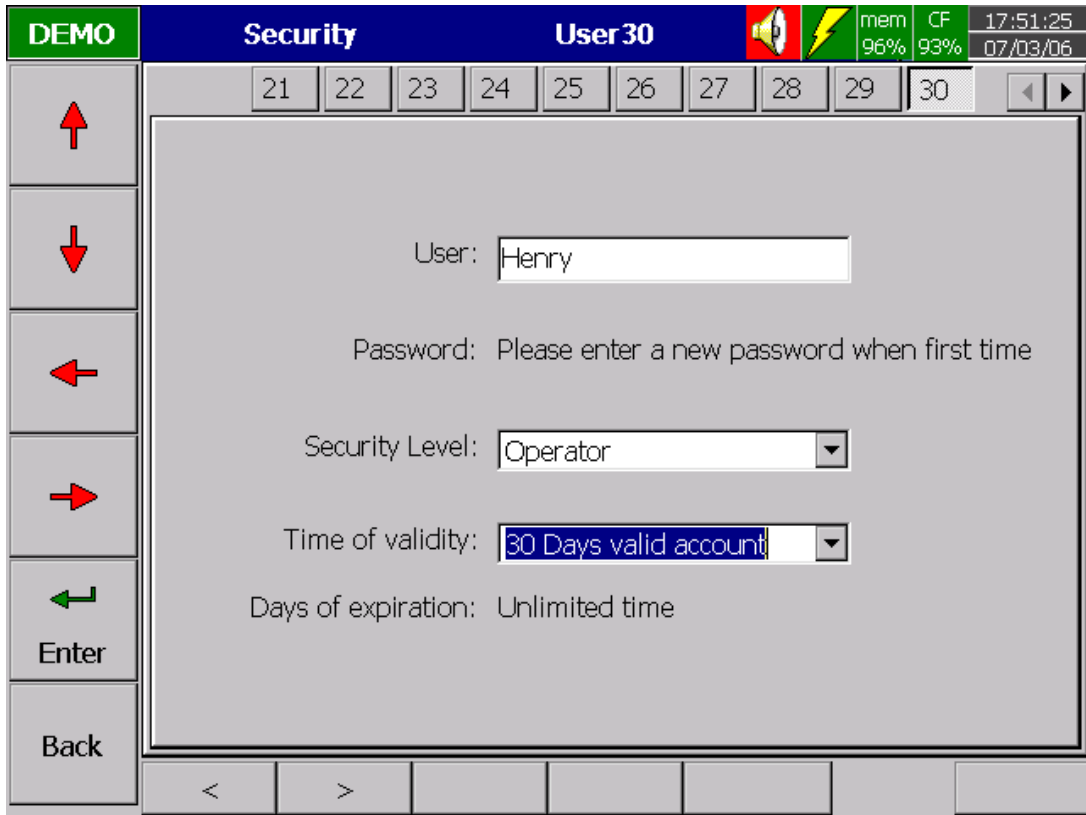 DEMO Security User30 mem 96% CF 93% 17:51:25 07/03/06
21 22 23 24 25 26 27 28 29 30
User: Henry
Password: Please enter a new password when first time
Security Level: Operator
Time of validity: 30 Days valid account
Days of expiration: Unlimited time
Enter
Back
< >